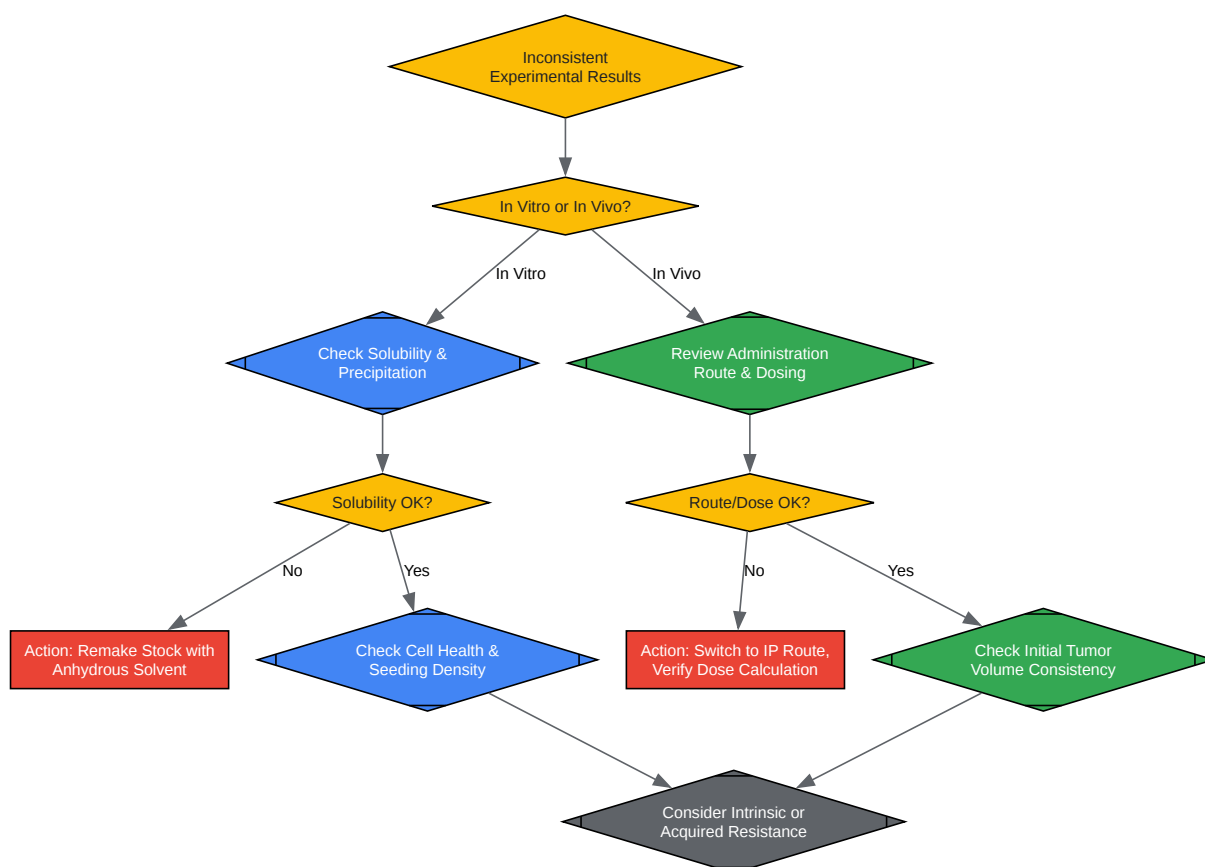 Inconsistent
Experimental Results
In Vitro or In Vivo?
In Vitro
In Vivo
Check Solubility &
Precipitation
Review Administration
Route & Dosing
Solubility OK?
Route/Dose OK?
No
Yes
No
Yes
Action: Remake Stock with
Anhydrous Solvent
Check Cell Health &
Seeding Density
Action: Switch to IP Route,
Verify Dose Calculation
Check Initial Tumor
Volume Consistency
Consider Intrinsic or
Acquired Resistance